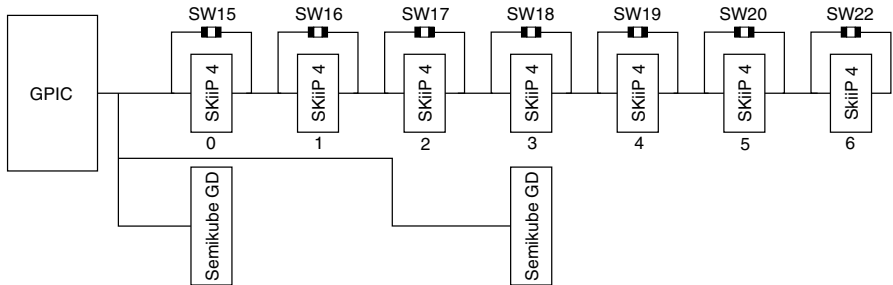 SW15 SW16 SW17 SW18 SW19 SW20 SW22
GPIC
SKiiP 4 SKiiP 4 SKiiP 4 SKiiP 4 SKiiP 4 SKiiP 4 SkiiP 4
0 1 2 3 4 5 6
Semikube GD Semikube GD